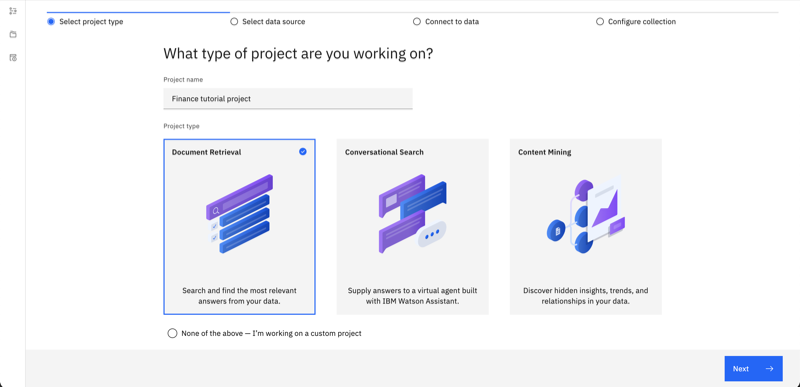 Select project type
Select data source
Connect to data
Configure collection
What type of project are you working on?
Project name
Finance tutorial project
Project type
Document Retrieval
Search and find the most relevant
answers from your data.
Conversational Search
Supply answers to a virtual agent built
with IBM Watson Assistant.
Content Mining
Discover hidden insights, trends, and
relationships in your data.
None of the above — I'm working on a custom project
Next